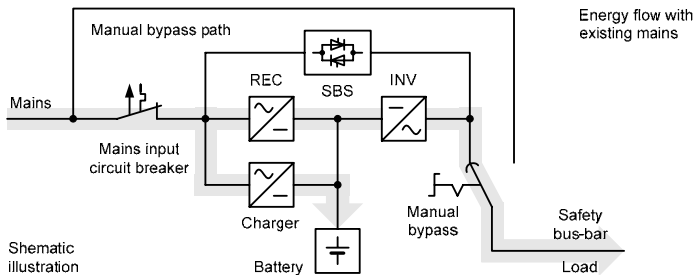 Manual bypass path
Energy flow with
existing mains
REC
SBS
INV
Mains
Mains input
circuit breaker
Charger
Manual
bypass
Safety
bus-bar
Shematic
illustration
Battery
Load